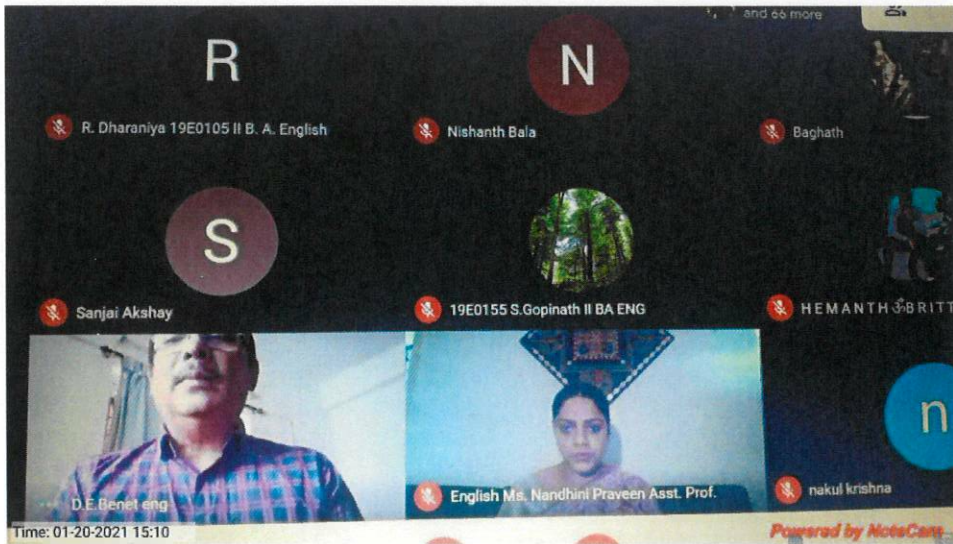 and 66 more
R
N
R. Dharaniya 19E0105 II B. A. English
Nishanth Bala
Baghath
S
Sanjai Akshay
19E0155 S.Gopinath II BA ENG
HEMANTHॐBRITT
n
D.E.Benet eng
English Ms. Nandhini Praveen Asst. Prof.
nakul krishna
Time: 01-20-2021 15:10
Powered by NoteCam